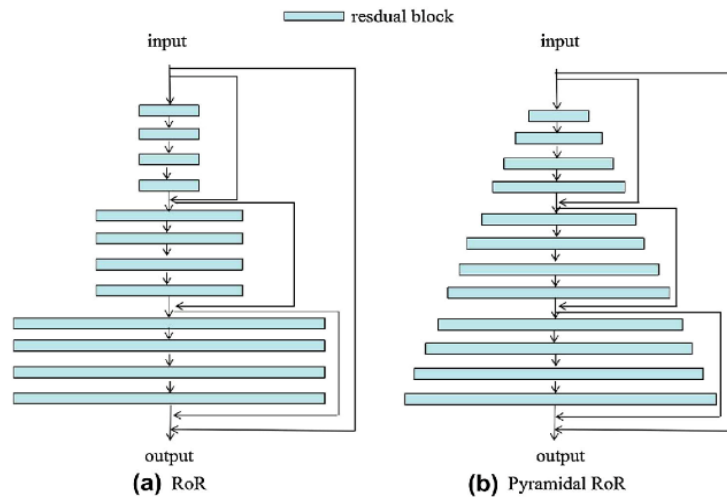 resdual block
input
input
output
output
(a) RoR
(b) Pyramidal RoR